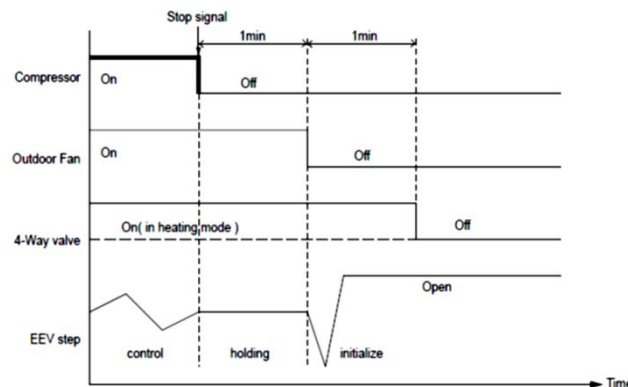 Stop signal
1min 1min
Compressor On Off
Outdoor Fan On Off
4-Way valve On( in heating mode ) Off
Open
EEV step
control holding initialize
Time